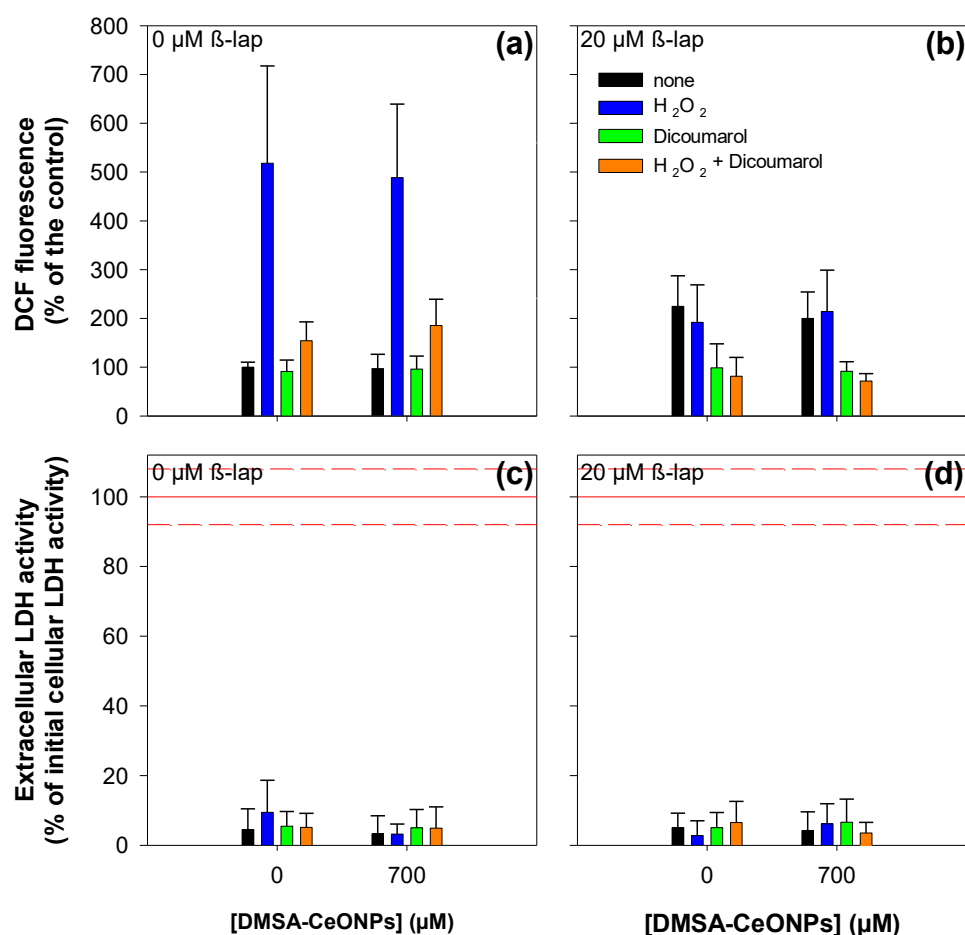 0 µM ß-lap
(a)
800
700
600
500
400
300
200
100
0
DCF fluorescence
(% of the control)
20 µM ß-lap
(b)
none
H₂O₂
Dicoumarol
H₂O₂ + Dicoumarol
0 µM ß-lap
(c)
100
80
60
40
20
0
Extracellular LDH activity
(% of initial cellular LDH activity)
0 700
[DMSA-CeONPs] (µM)
20 µM ß-lap
(d)
0 700
[DMSA-CeONPs] (µM)